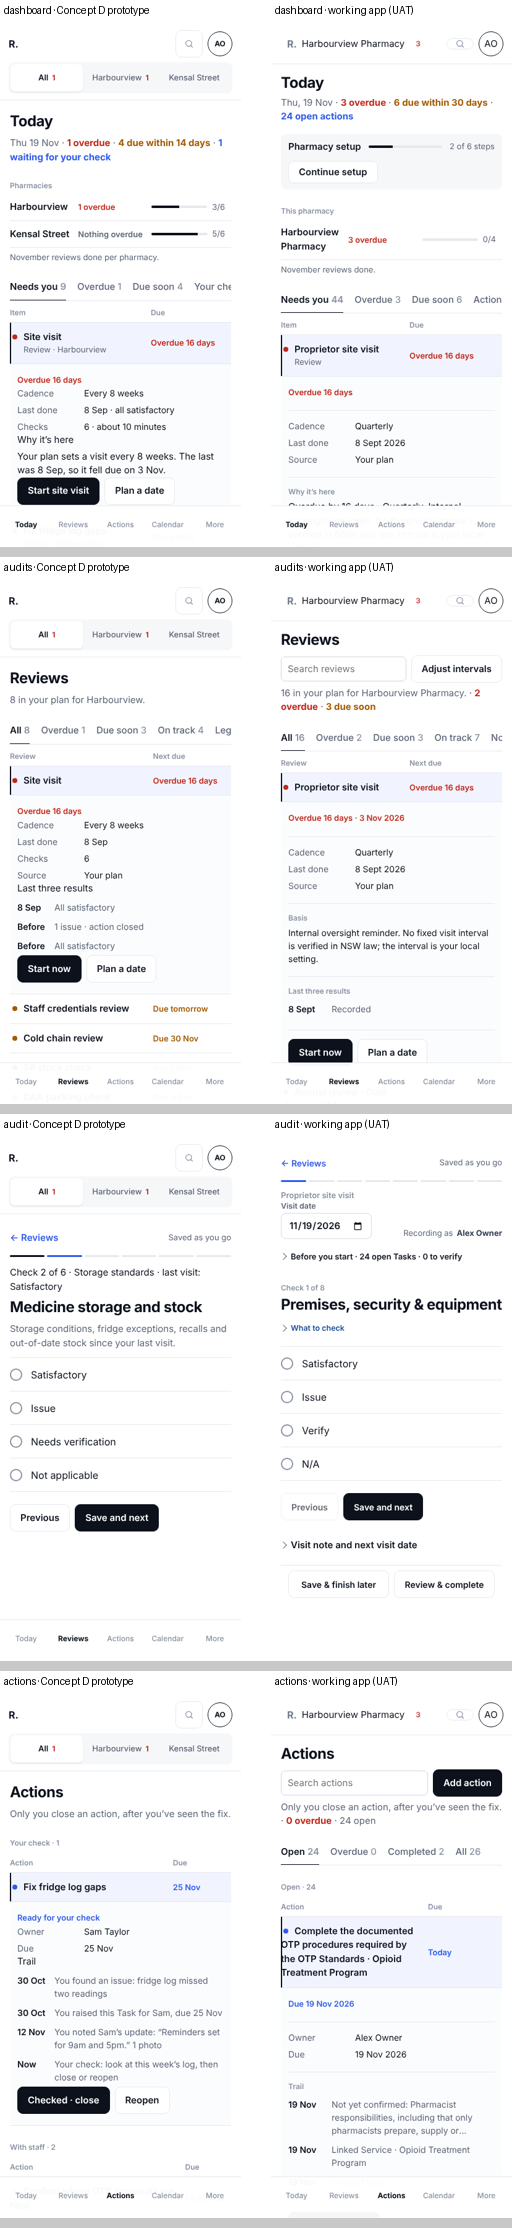 dashboard · Concept D prototype
R.
AO
All 1
Harbourview 1
Kensal Street
Today
Thu 19 Nov · 1 overdue · 4 due within 14 days · 1
waiting for your check
Pharmacies
Harbourview 1 overdue 3/6
Kensal Street Nothing overdue 5/6
November reviews done per pharmacy.
Needs you 9 Overdue 1 Due soon 4 Your che
Item Due
Site visit
Review · Harbourview
Overdue 16 days
Overdue 16 days
Cadence Every 8 weeks
Last done 8 Sep · all satisfactory
Checks 6 · about 10 minutes
Why it's here
Your plan sets a visit every 8 weeks. The last
was 8 Sep, so it fell due on 3 Nov.
Start site visit Plan a date
Today Reviews Actions Calendar More
dashboard · working app (UAT)
R. Harbourview Pharmacy 3
AO
Today
Thu, 19 Nov · 3 overdue · 6 due within 30 days ·
24 open actions
Pharmacy setup 2 of 6 steps
Continue setup
This pharmacy
Harbourview
Pharmacy
3 overdue 0/4
November reviews done.
Needs you 44 Overdue 3 Due soon 6 Action
Item Due
Proprietor site visit
Review
Overdue 16 days
Overdue 16 days
Cadence Quarterly
Last done 8 Sept 2026
Source Your plan
Why it's here
Overdue by 16 days · Quarterly. Internal
Today Reviews Actions Calendar More
audits · Concept D prototype
R.
AO
All 1
Harbourview 1
Kensal Street
Reviews
8 in your plan for Harbourview.
All 8 Overdue 1 Due soon 3 On track 4 Leg
Review Next due
Site visit Overdue 16 days
Overdue 16 days
Cadence Every 8 weeks
Last done 8 Sep
Checks 6
Source Your plan
Last three results
8 Sep All satisfactory
Before 1 issue · action closed
Before All satisfactory
Start now Plan a date
Staff credentials review Due tomorrow
Cold chain review Due 30 Nov
Today Reviews Actions Calendar More
audits · working app (UAT)
R. Harbourview Pharmacy 3
AO
Reviews
Search reviews Adjust intervals
16 in your plan for Harbourview Pharmacy. · 2
overdue · 3 due soon
All 16 Overdue 2 Due soon 3 On track 7 Nc
Review Next due
Proprietor site visit Overdue 16 days
Overdue 16 days · 3 Nov 2026
Cadence Quarterly
Last done 8 Sept 2026
Source Your plan
Basis
Internal oversight reminder. No fixed visit interval
is verified in NSW law; the interval is your local
setting.
Last three results
8 Sept Recorded
Start now Plan a date
Today Reviews Actions Calendar More
audit · Concept D prototype
R.
AO
All 1
Harbourview 1
Kensal Street
← Reviews Saved as you go
Check 2 of 6 · Storage standards · last visit:
Satisfactory
Medicine storage and stock
Storage conditions, fridge exceptions, recalls and
out-of-date stock since your last visit.
Satisfactory
Issue
Needs verification
Not applicable
Previous Save and next
Today Reviews Actions Calendar More
audit · working app (UAT)
← Reviews Saved as you go
Proprietor site visit
Visit date
11/19/2026
Recording as Alex Owner
Before you start · 24 open Tasks · 0 to verify
Check 1 of 8
Premises, security & equipment
What to check
Satisfactory
Issue
Verify
N/A
Previous Save and next
Visit note and next visit date
Save & finish later Review & complete
actions · Concept D prototype
R.
AO
All 1
Harbourview 1
Kensal Street
Actions
Only you close an action, after you've seen the fix.
Your check · 1
Action Due
Fix fridge log gaps 25 Nov
Ready for your check
Owner Sam Taylor
Due 25 Nov
Trail
30 Oct You found an issue: fridge log missed
two readings
30 Oct You raised this Task for Sam, due 25 Nov
12 Nov You noted Sam's update: “Reminders set
for 9am and 5pm.” 1 photo
Now Your check: look at this week's log, then
close or reopen
Checked · close Reopen
With staff · 2
Action Due
Today Reviews Actions Calendar More
actions · working app (UAT)
R. Harbourview Pharmacy 3
AO
Actions
Search actions Add action
Only you close an action, after you've seen the fix.
· 0 overdue · 24 open
Open 24 Overdue 0 Completed 2 All 26
Open · 24
Action Due
Complete the documented
OTP procedures required by
the OTP Standards · Opioid
Treatment Program
Today
Due 19 Nov 2026
Owner Alex Owner
Due 19 Nov 2026
Trail
19 Nov Not yet confirmed: Pharmacist
responsibilities, including that only
pharmacists prepare, supply or...
19 Nov Linked Service · Opioid Treatment
Program
Today Reviews Actions Calendar More